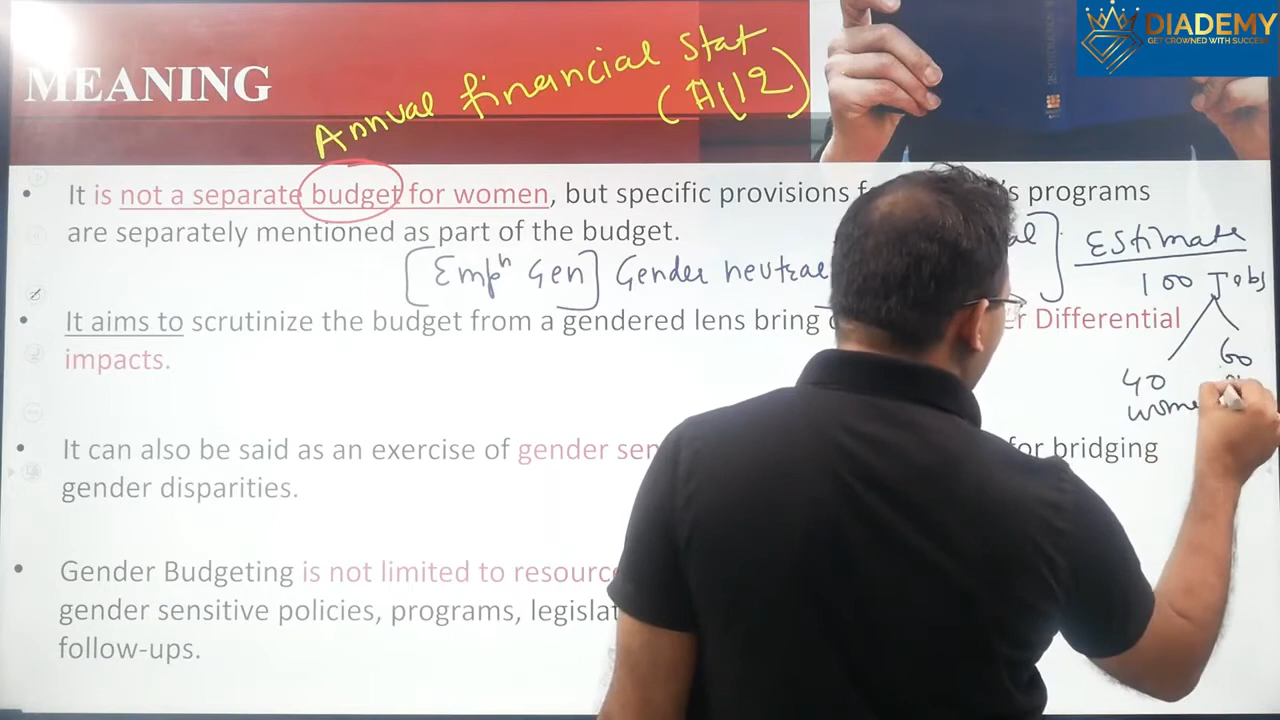 DIADEMY
GET CROWNED WITH SUCCESS
MEANING
Annual financial Stat
(A112)
• It is not a separate budget for women, but specific provisions programs
are separately mentioned as part of the budget.
[Empⁿ Gen] Gender neutral
Estimate
100 Jobs
40
women
60
• It aims to scrutinize the budget from a gendered lens bring Differential
impacts.
• It can also be said as an exercise of gender for bridging
gender disparities.
• Gender Budgeting is not limited to
gender sensitive policies, programs,
follow-ups.